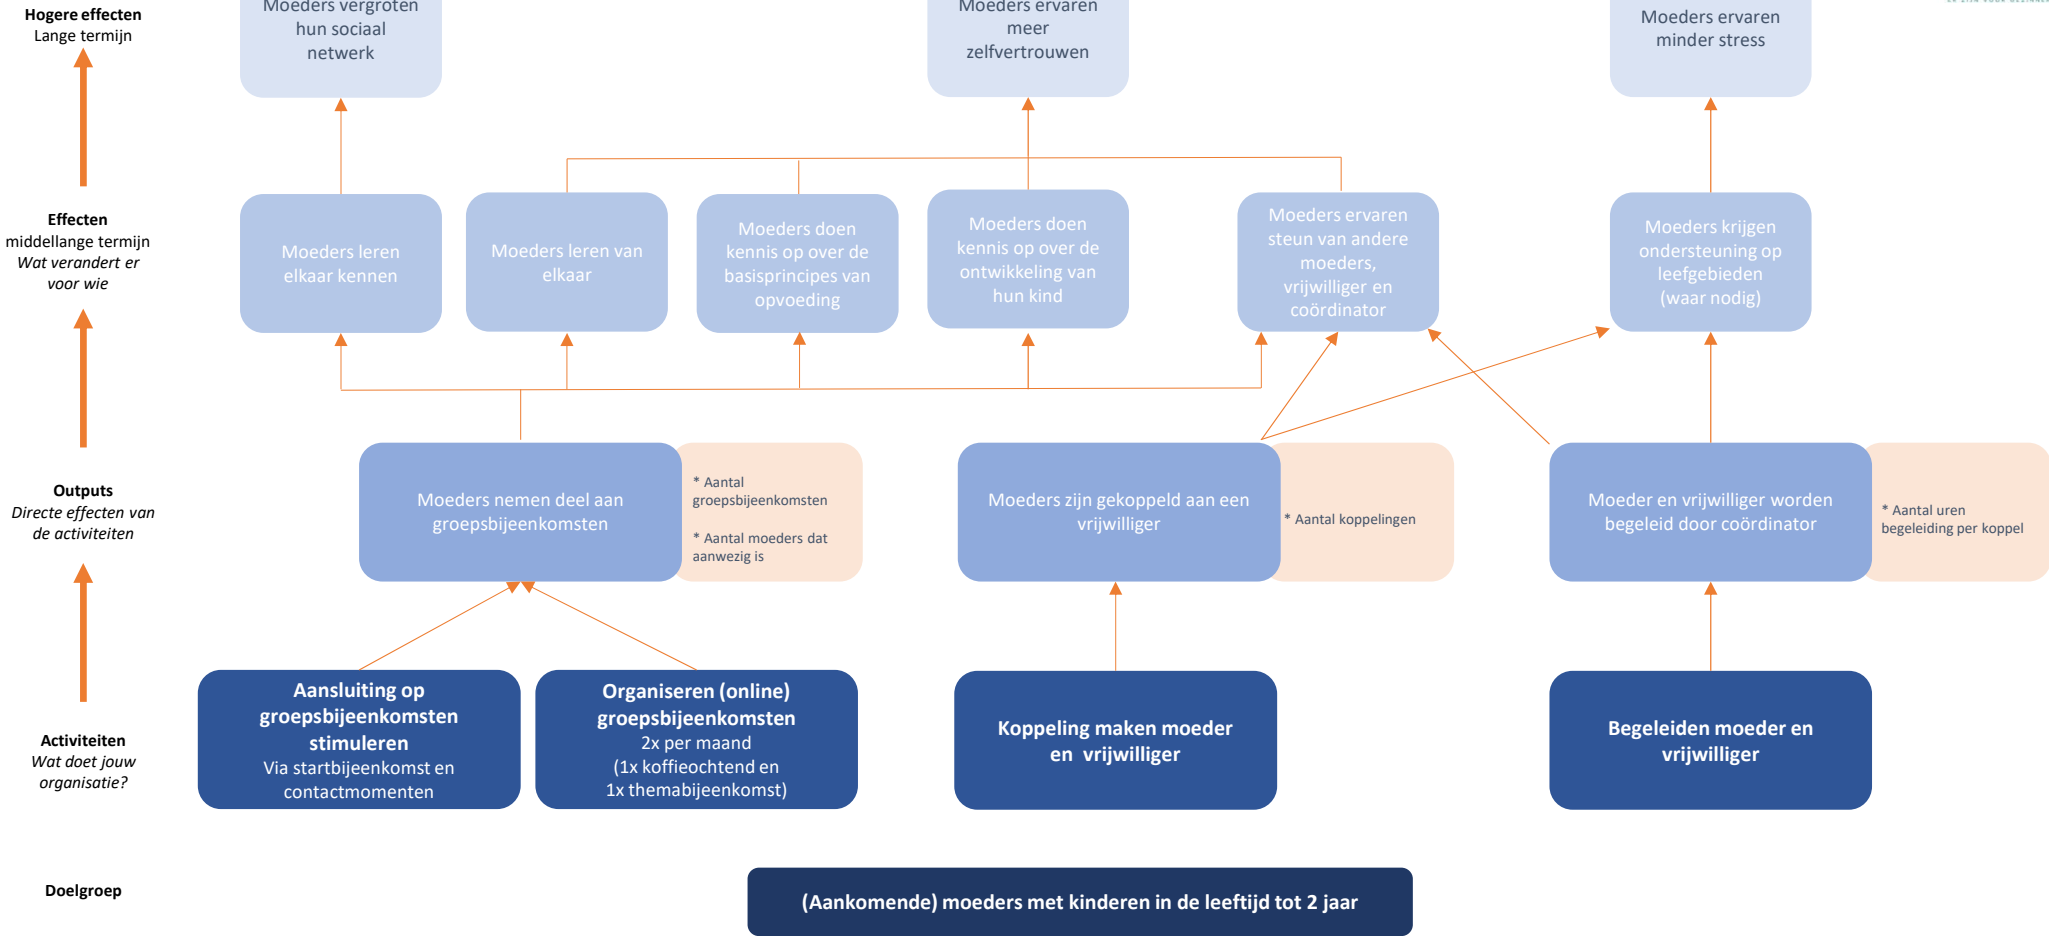 Hogere effecten
Lange termijn
Moeders vergroten
hun sociaal
netwerk
Moeders ervaren
meer
zelfvertrouwen
Moeders ervaren
minder stress
Effecten
middellange termijn
Wat verandert er
voor wie
Moeders leren
elkaar kennen
Moeders leren van
elkaar
Moeders doen
kennis op over de
basisprincipes van
opvoeding
Moeders doen
kennis op over de
ontwikkeling van
hun kind
Moeders ervaren
steun van andere
moeders,
vrijwilliger en
coördinator
Moeders krijgen
ondersteuning op
leefgebieden
(waar nodig)
Outputs
Directe effecten van
de activiteiten
Moeders nemen deel aan
groepsbijeenkomsten
* Aantal
groepsbijeenkomsten
* Aantal moeders dat
aanwezig is
Moeders zijn gekoppeld aan een
vrijwilliger
* Aantal koppelingen
Moeder en vrijwilliger worden
begeleid door coördinator
* Aantal uren
begeleiding per koppel
Activiteiten
Wat doet jouw
organisatie?
Aansluiting op
groepsbijeenkomsten
stimuleren
Via startbijeenkomst en
contactmomenten
Organiseren (online)
groepsbijeenkomsten
2x per maand
(1x koffieochtend en
1x themabijeenkomst)
Koppeling maken moeder
en vrijwilliger
Begeleiden moeder en
vrijwilliger
Doelgroep
(Aankomende) moeders met kinderen in de leeftijd tot 2 jaar